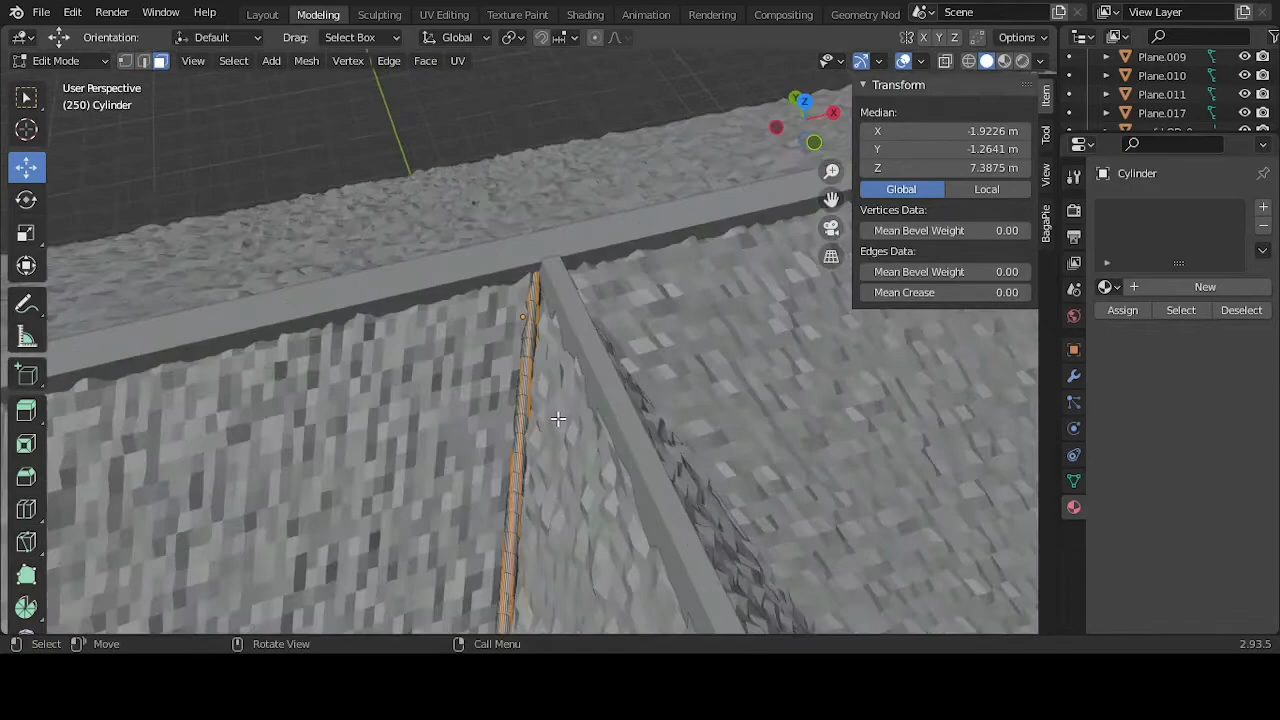 File Edit Render Window Help
Layout Modeling Sculpting UV Editing Texture Paint Shading Animation Rendering Compositing Geometry Nod
Scene View Layer
Orientation: Default Drag: Select Box Global X Y Z Options
Edit Mode View Select Add Mesh Vertex Edge Face UV
User Perspective
(250) Cylinder
Y Z X
Transform
Median:
X -1.9226 m
Y -1.2641 m
Z 7.3875 m
Global Local
Vertices Data:
Mean Bevel Weight 0.00
Edges Data:
Mean Bevel Weight 0.00
Mean Crease 0.00
Item
Tool
View
BagaPie
Plane.009
Plane.010
Plane.011
Plane.017
Cylinder
New
Assign Select Deselect
Select Move Rotate View Call Menu 2.93.5